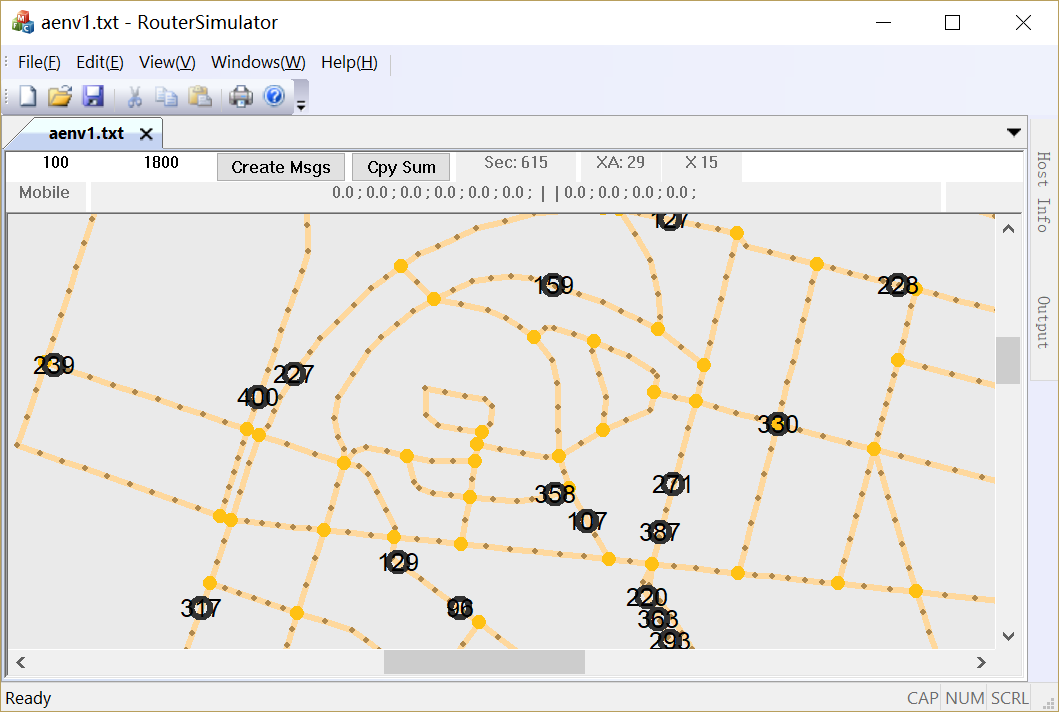 aenv1.txt - RouterSimulator
File(F) Edit(E) View(V) Windows(W) Help(H)
aenv1.txt
100 1800 Create Msgs Cpy Sum Sec: 615 XA: 29 X 15
Mobile 0.0 ; 0.0 ; 0.0 ; 0.0 ; 0.0 ; 0.0 ; | | 0.0 ; 0.0 ; 0.0 ; 0.0 ;
Host Info
Output
127
159
228
239
227
400
330
271
358
107
387
129
220
317
96
363
293
Ready CAP NUM SCRL